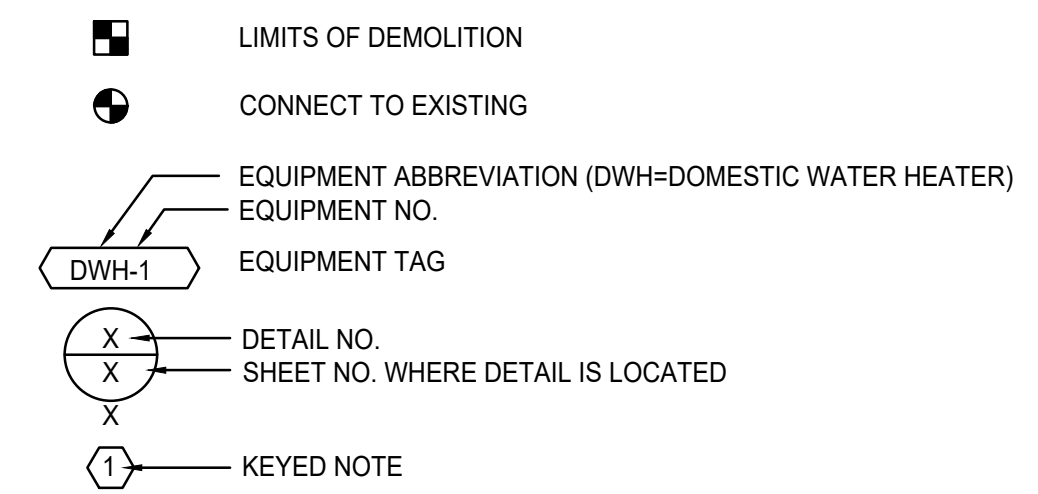 LIMITS OF DEMOLITION
CONNECT TO EXISTING
EQUIPMENT ABBREVIATION (DWH=DOMESTIC WATER HEATER)
EQUIPMENT NO.
DWH-1 EQUIPMENT TAG
X DETAIL NO.
X SHEET NO. WHERE DETAIL IS LOCATED
X
1 KEYED NOTE